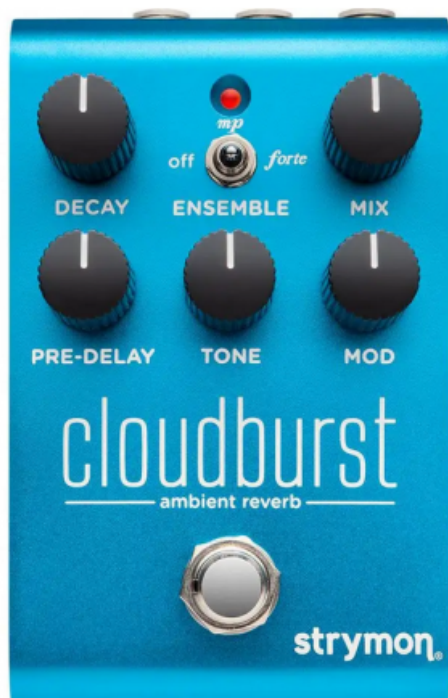 mp
off forte
DECAY ENSEMBLE MIX
PRE-DELAY TONE MOD
cloudburst
ambient reverb
strymon®